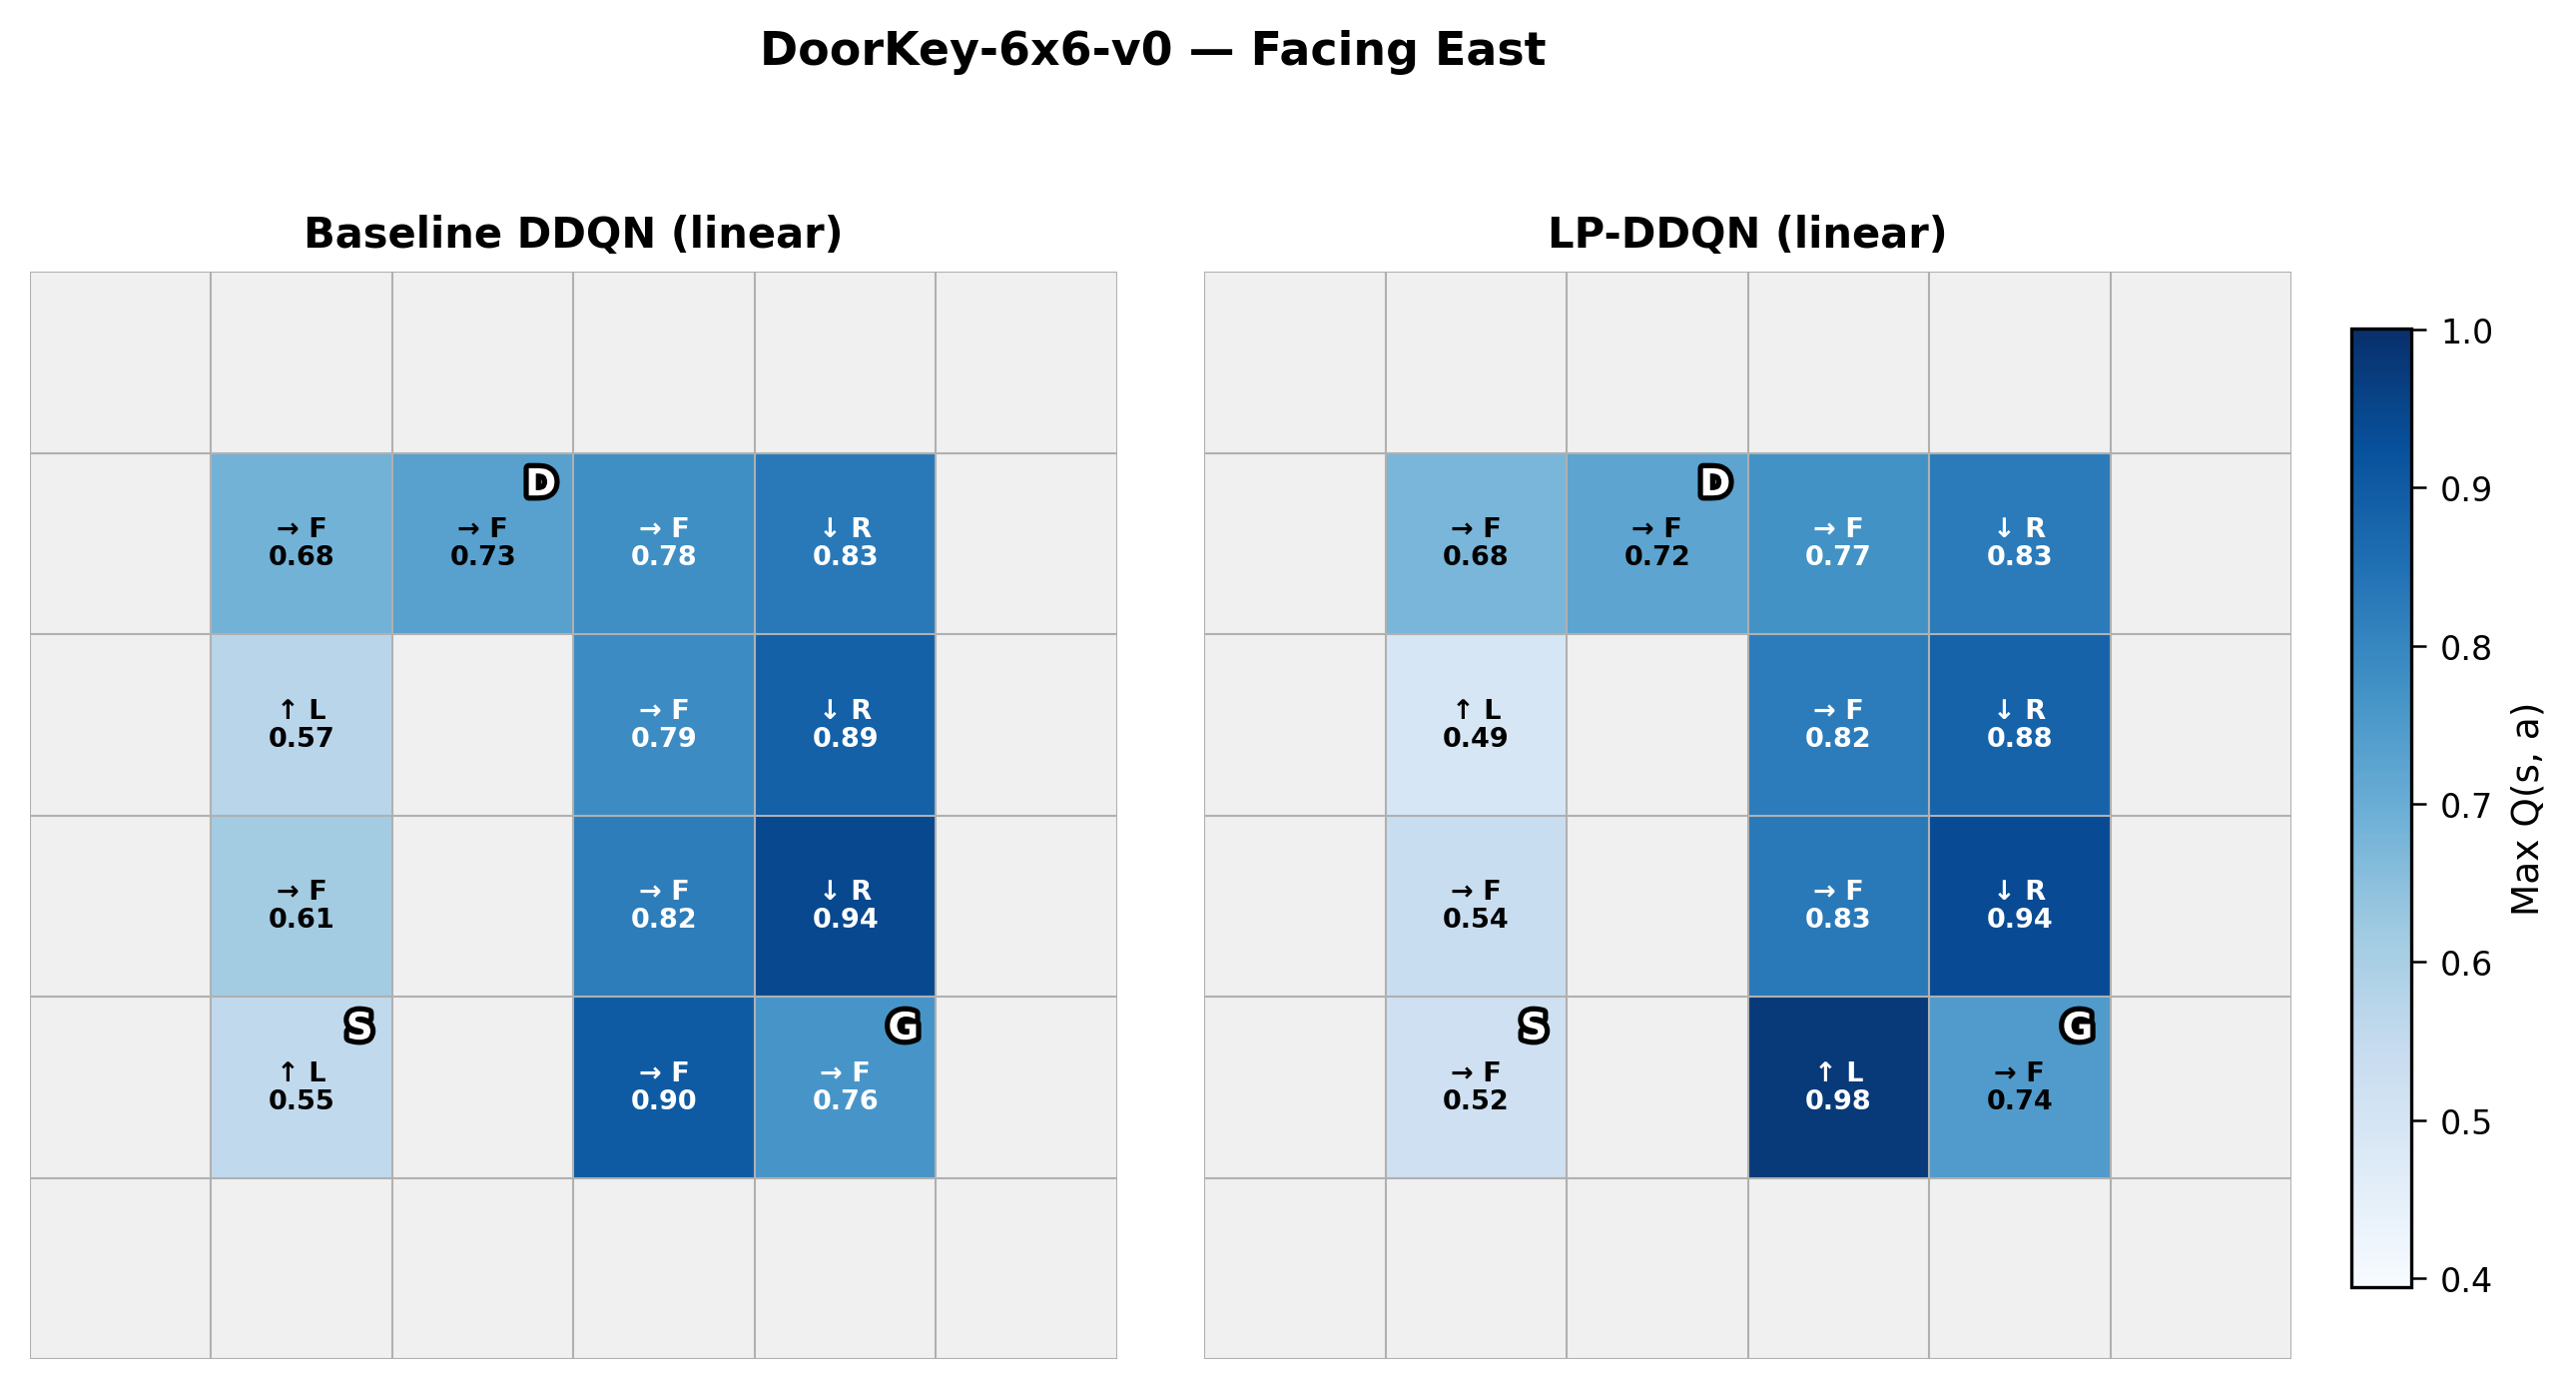 DoorKey-6x6-v0 — Facing East
Baseline DDQN (linear)
D
→ F
0.68
→ F
0.73
→ F
0.78
↓ R
0.83
↑ L
0.57
→ F
0.79
↓ R
0.89
→ F
0.61
→ F
0.82
↓ R
0.94
S
G
↑ L
0.55
→ F
0.90
→ F
0.76
LP-DDQN (linear)
D
→ F
0.68
→ F
0.72
→ F
0.77
↓ R
0.83
↑ L
0.49
→ F
0.82
↓ R
0.88
→ F
0.54
→ F
0.83
↓ R
0.94
S
G
→ F
0.52
↑ L
0.98
→ F
0.74
1.0
0.9
0.8
0.7
0.6
0.5
0.4
Max Q(s, a)